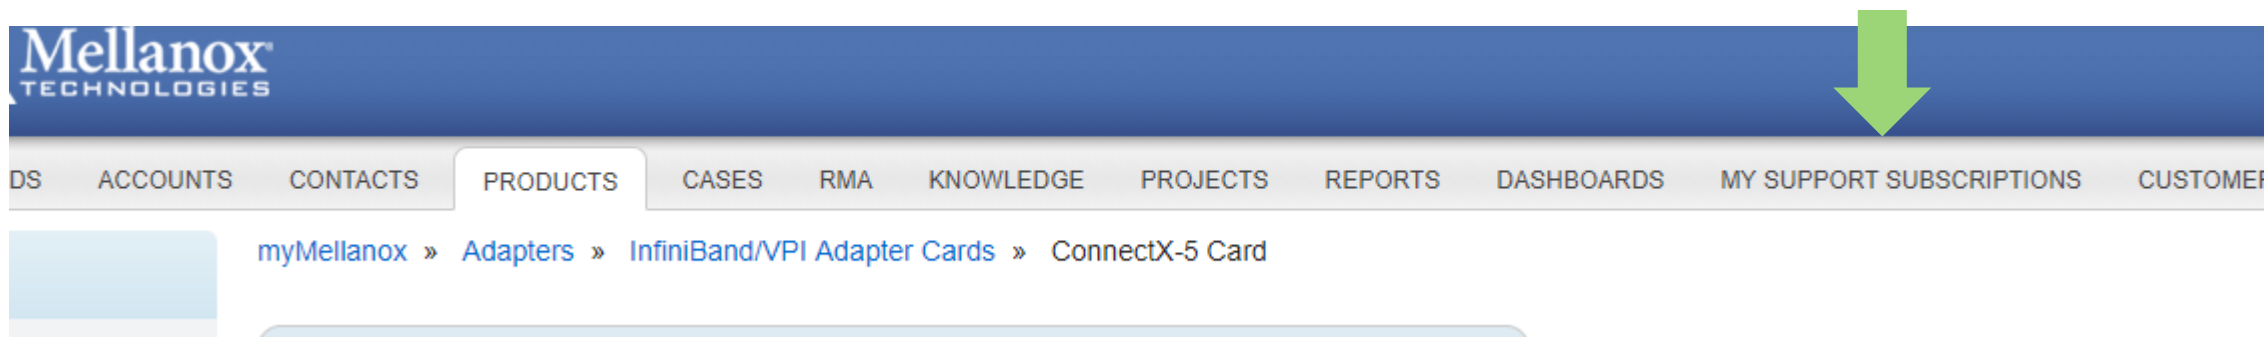 Mellanox®
TECHNOLOGIES
DS ACCOUNTS CONTACTS PRODUCTS CASES RMA KNOWLEDGE PROJECTS REPORTS DASHBOARDS MY SUPPORT SUBSCRIPTIONS CUSTOMER
myMellanox » Adapters » InfiniBand/VPI Adapter Cards » ConnectX-5 Card